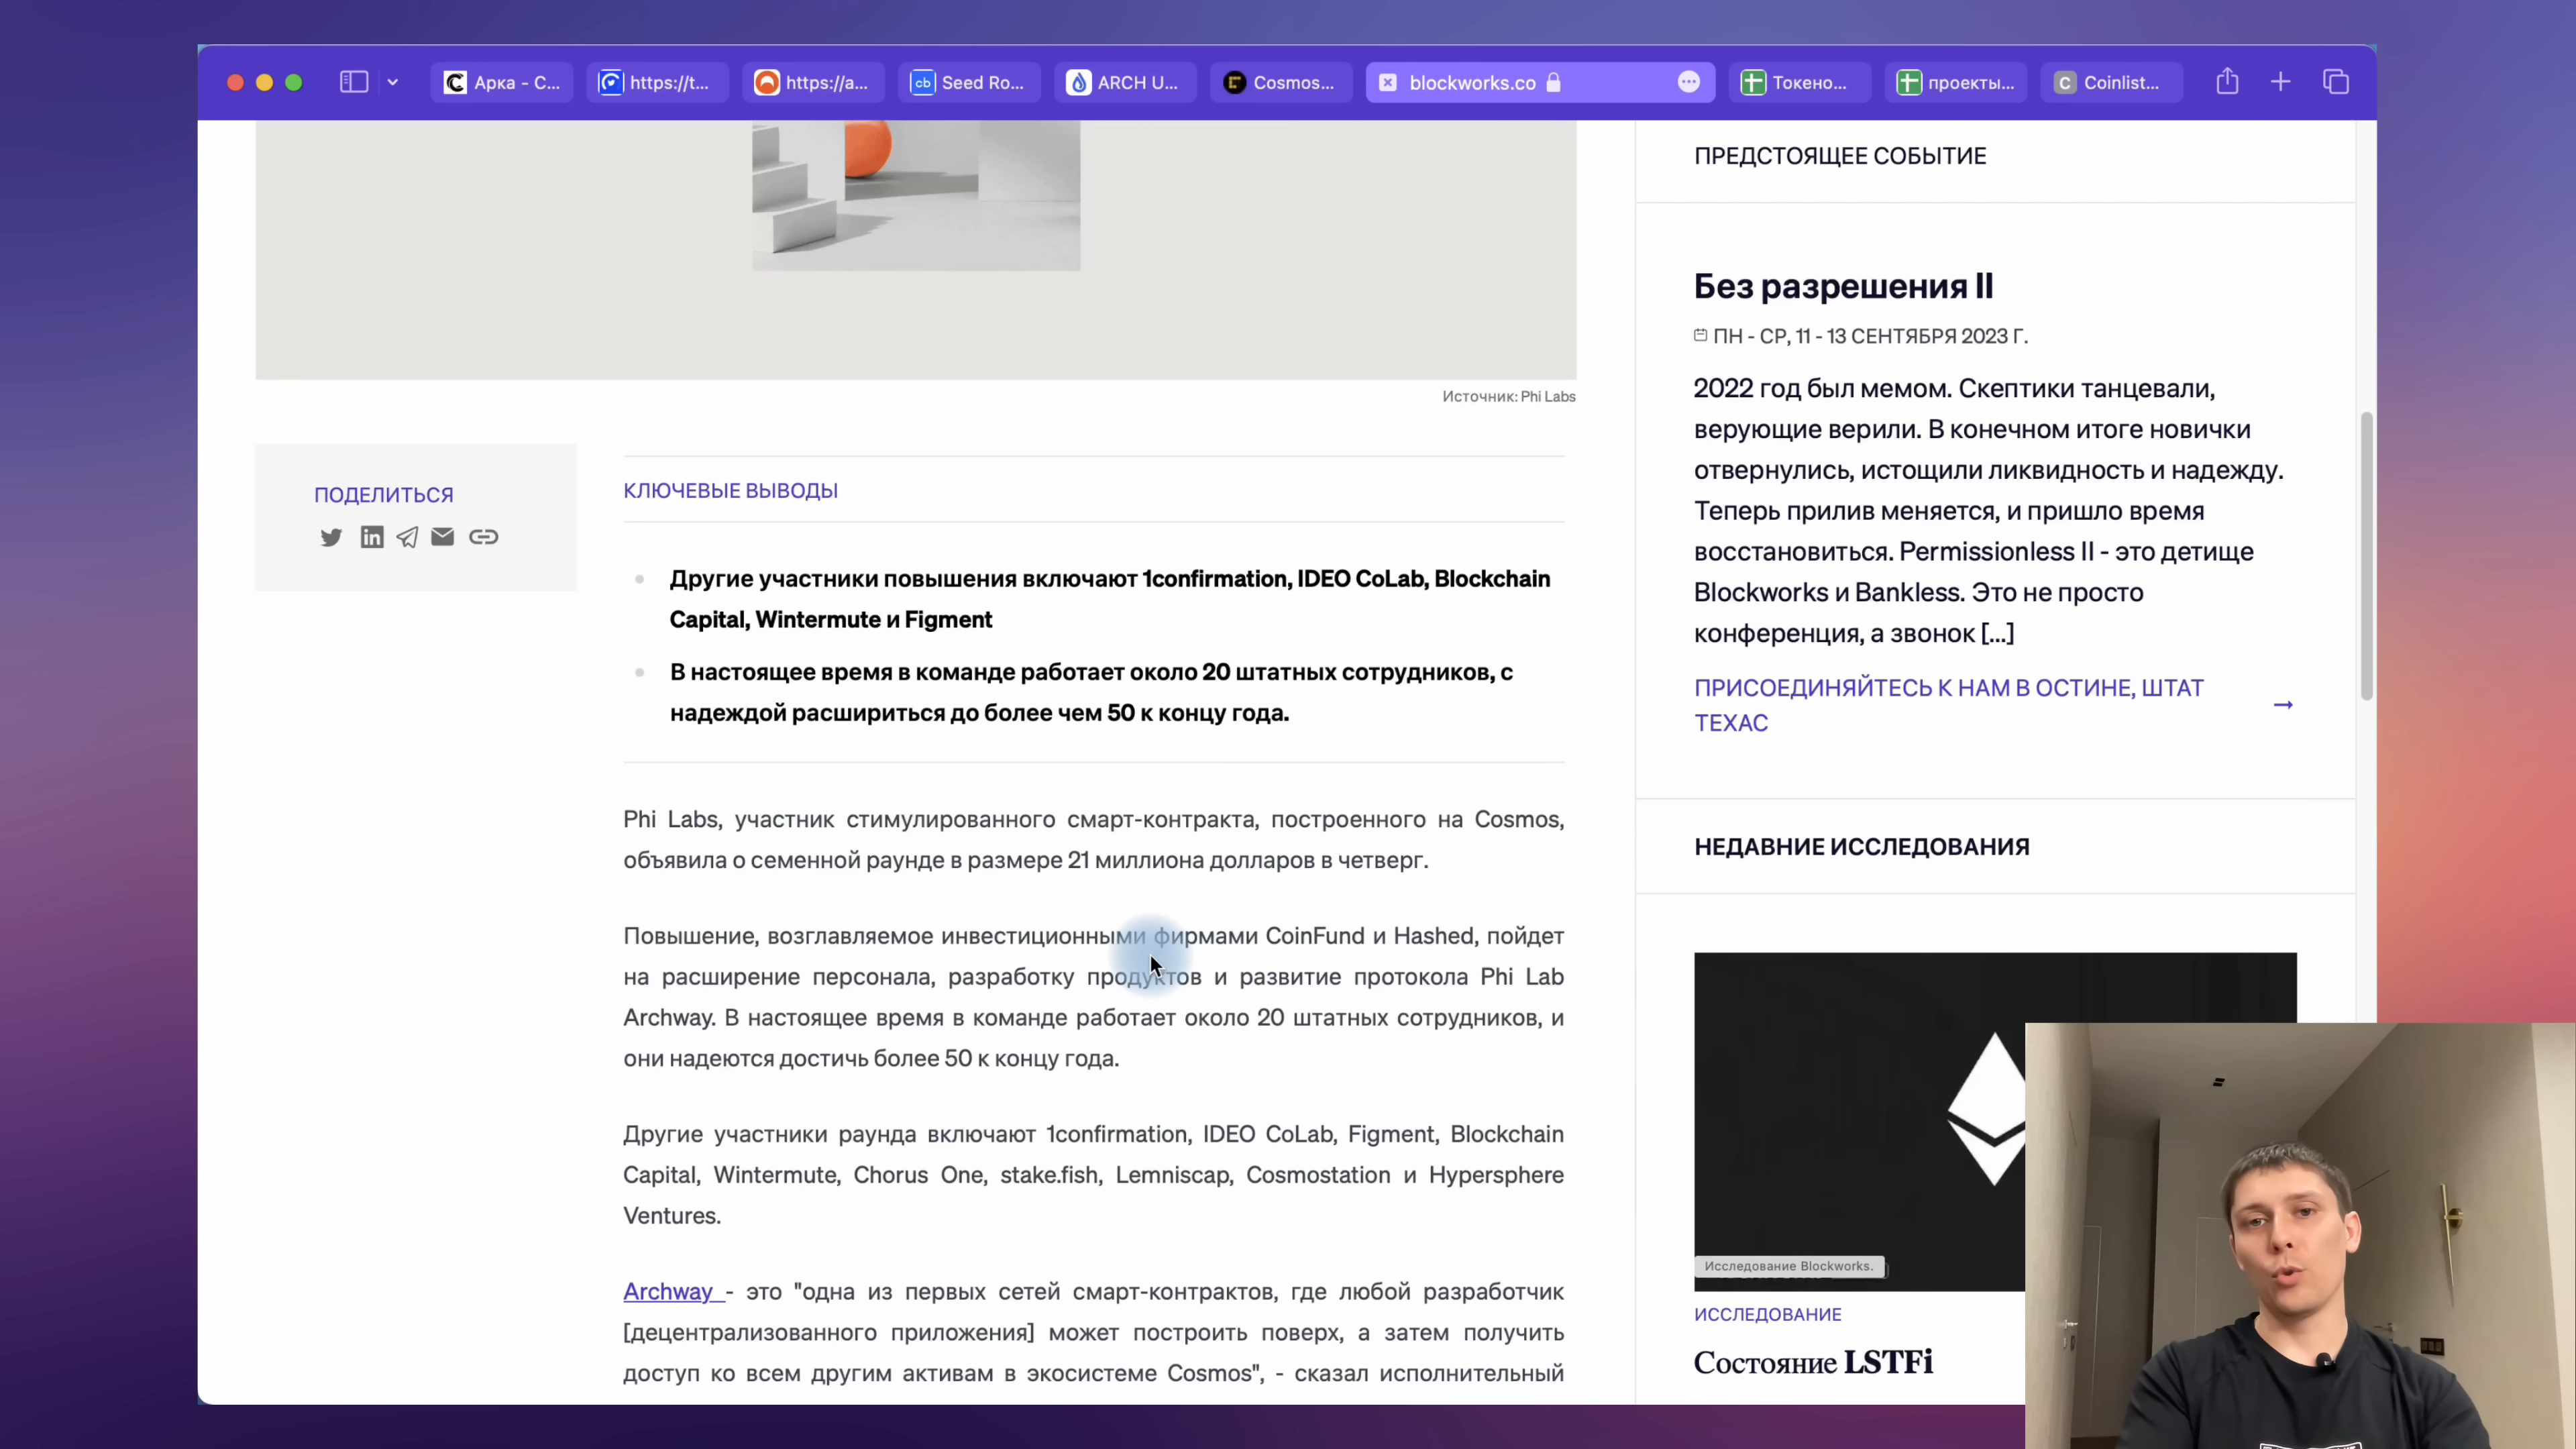 Арка - С...
https://t...
https://a...
cb Seed Ro...
ARCH U...
Cosmos...
blockworks.co
Токено...
проекты...
C Coinlist...
Источник: Phi Labs
ПОДЕЛИТЬСЯ
КЛЮЧЕВЫЕ ВЫВОДЫ
Другие участники повышения включают 1confirmation, IDEO CoLab, Blockchain
Capital, Wintermute и Figment
В настоящее время в команде работает около 20 штатных сотрудников, с
надеждой расшириться до более чем 50 к концу года.
Phi Labs, участник стимулированного смарт-контракта, построенного на Cosmos,
объявила о семенной раунде в размере 21 миллиона долларов в четверг.
Повышение, возглавляемое инвестиционными фирмами CoinFund и Hashed, пойдет
на расширение персонала, разработку продуктов и развитие протокола Phi Lab
Archway. В настоящее время в команде работает около 20 штатных сотрудников, и
они надеются достичь более 50 к концу года.
Другие участники раунда включают 1confirmation, IDEO CoLab, Figment, Blockchain
Capital, Wintermute, Chorus One, stake.fish, Lemniscap, Cosmostation и Hypersphere
Ventures.
Archway - это "одна из первых сетей смарт-контрактов, где любой разработчик
[децентрализованного приложения] может построить поверх, а затем получить
доступ ко всем другим активам в экосистеме Cosmos", - сказал исполнительный
ПРЕДСТОЯЩЕЕ СОБЫТИЕ
Без разрешения II
ПН - СР, 11 - 13 СЕНТЯБРЯ 2023 Г.
2022 год был мемом. Скептики танцевали,
верующие верили. В конечном итоге новички
отвернулись, истощили ликвидность и надежду.
Теперь прилив меняется, и пришло время
восстановиться. Permissionless II - это детище
Blockworks и Bankless. Это не просто
конференция, а звонок [...]
ПРИСОЕДИНЯЙТЕСЬ К НАМ В ОСТИНЕ, ШТАТ
ТЕХАС
НЕДАВНИЕ ИССЛЕДОВАНИЯ
Исследование Blockworks.
ИССЛЕДОВАНИЕ
Состояние LSTFi